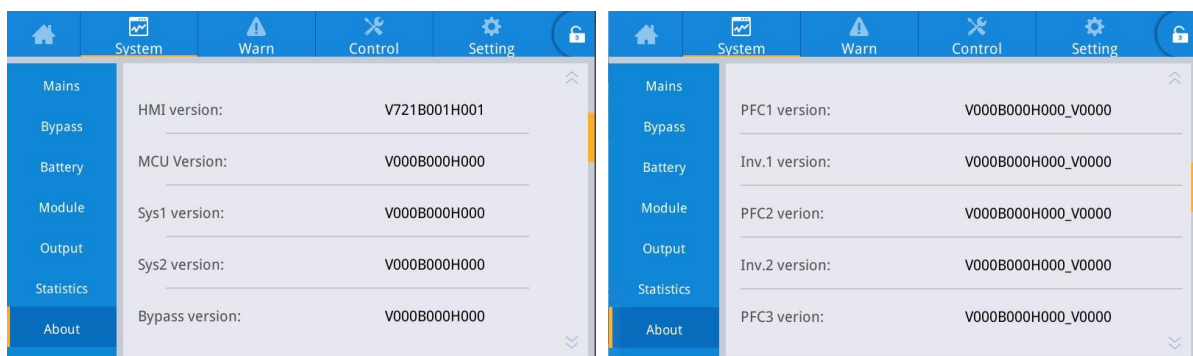 System Warn Control Setting
Mains
Bypass
Battery
Module
Output
Statistics
About
HMI version: V721B001H001
MCU Version: V000B000H000
Sys1 version: V000B000H000
Sys2 version: V000B000H000
Bypass version: V000B000H000
System Warn Control Setting
Mains
Bypass
Battery
Module
Output
Statistics
About
PFC1 version: V000B000H000_V0000
Inv.1 version: V000B000H000_V0000
PFC2 verion: V000B000H000_V0000
Inv.2 version: V000B000H000_V0000
PFC3 verion: V000B000H000_V0000